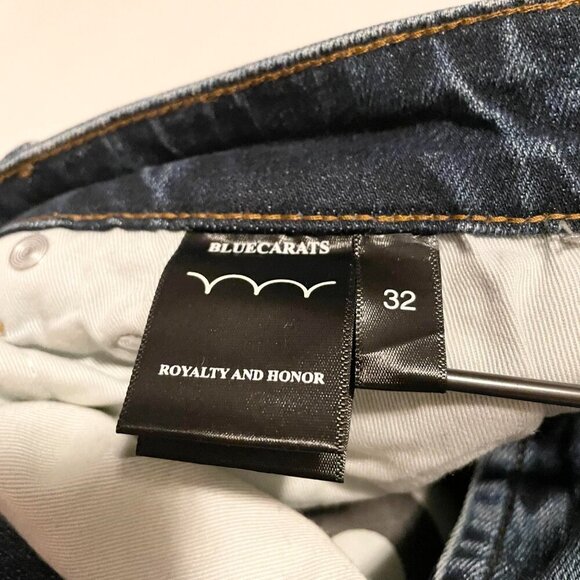 BLUECARATS
ROYALTY AND HONOR
32